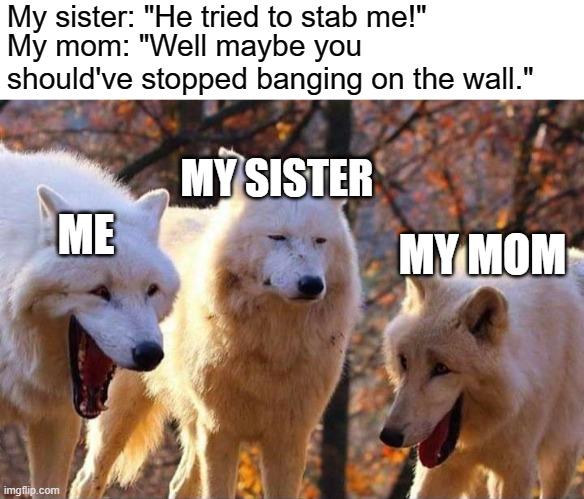 My sister: "He tried to stab me!"
My mom: "Well maybe you
should've stopped banging on the wall."
MY SISTER
ME
MY MOM
imgflip.com